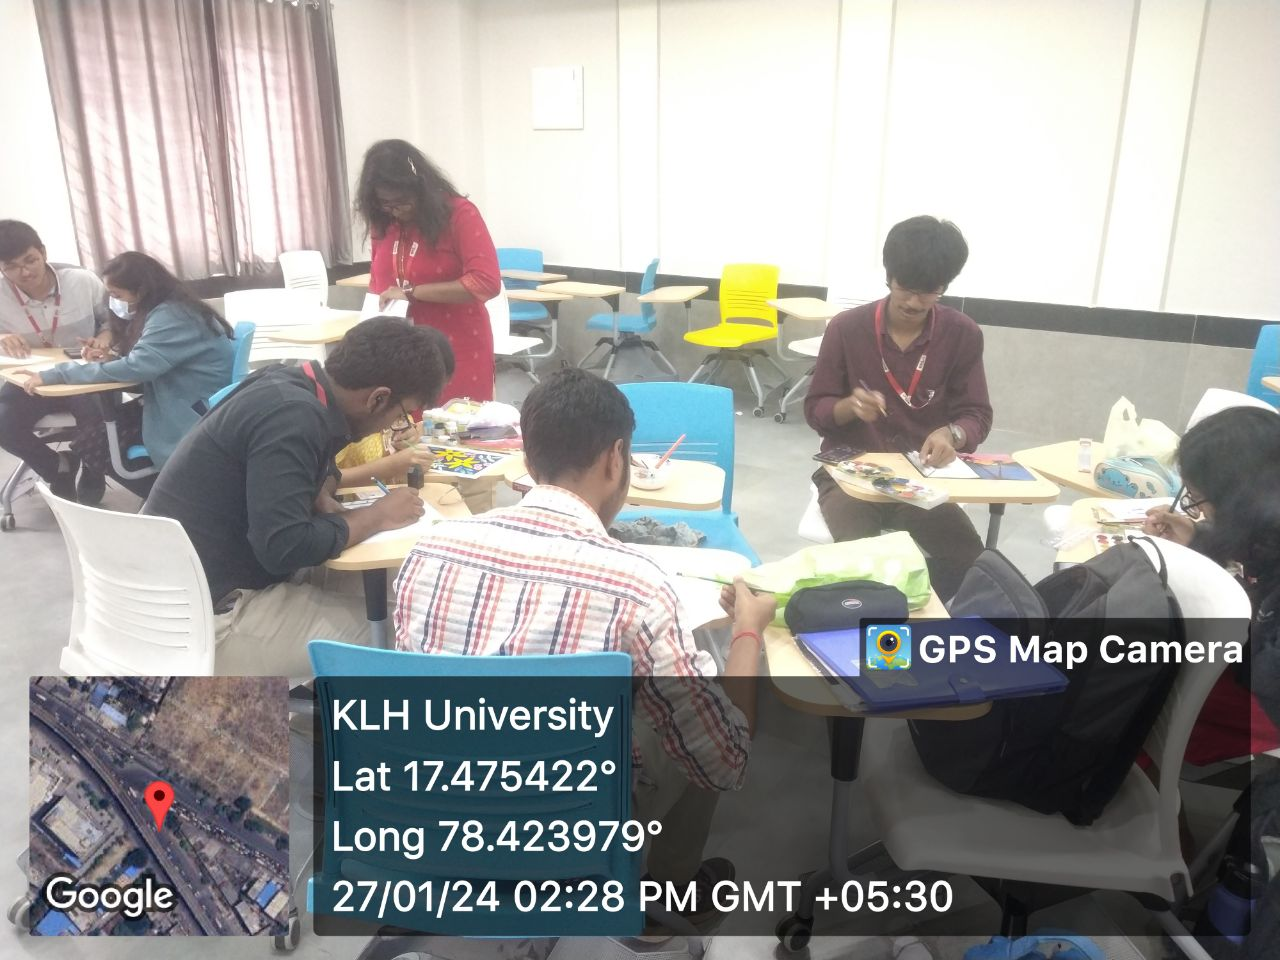 GPS Map Camera
KLH University
Lat 17.475422°
Long 78.423979°
27/01/24 02:28 PM GMT +05:30
Google